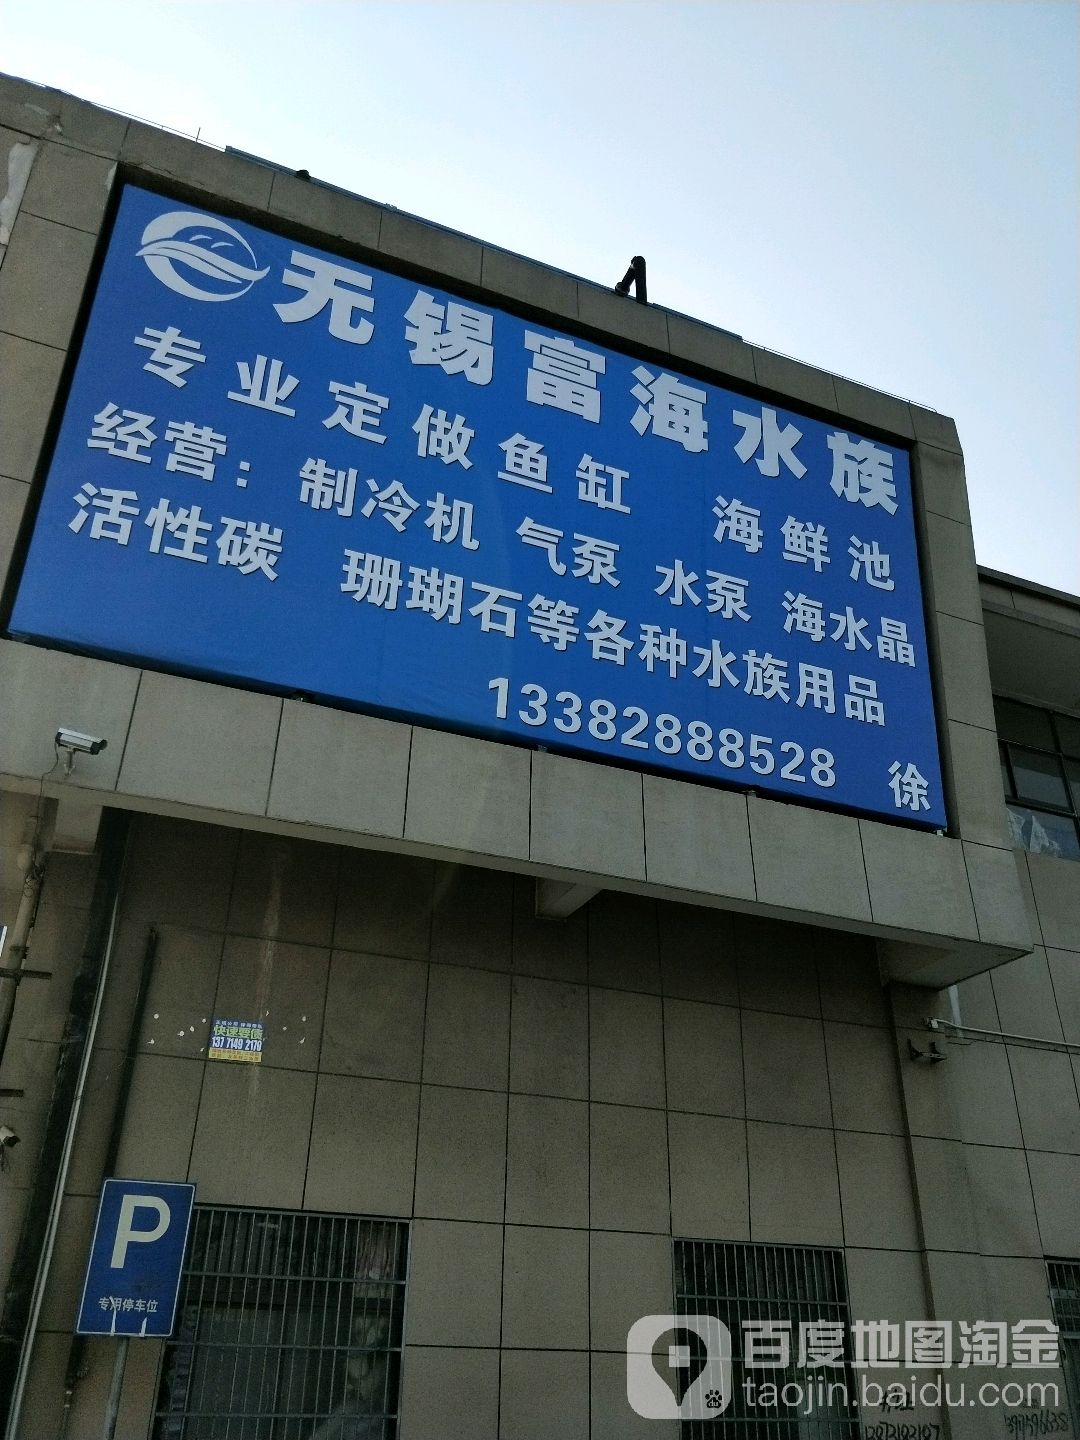 无锡富海水族
专业定做鱼缸 海鲜池
经营：制冷机 气泵 水泵 海水晶
活性碳 珊瑚石等各种水族用品
13382888528 徐
快速要债
13771492170
P
专用停车位
百度地图淘金
taojin.baidu.com